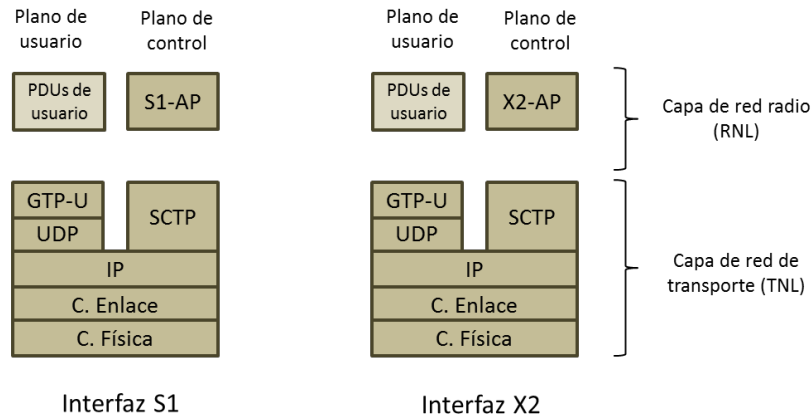 Plano de usuario
Plano de control
Plano de usuario
Plano de control
PDUs de usuario
S1-AP
PDUs de usuario
X2-AP
Capa de red radio (RNL)
GTP-U
UDP
SCTP
IP
C. Enlace
C. Física
GTP-U
UDP
SCTP
IP
C. Enlace
C. Física
Capa de red de transporte (TNL)
Interfaz S1
Interfaz X2